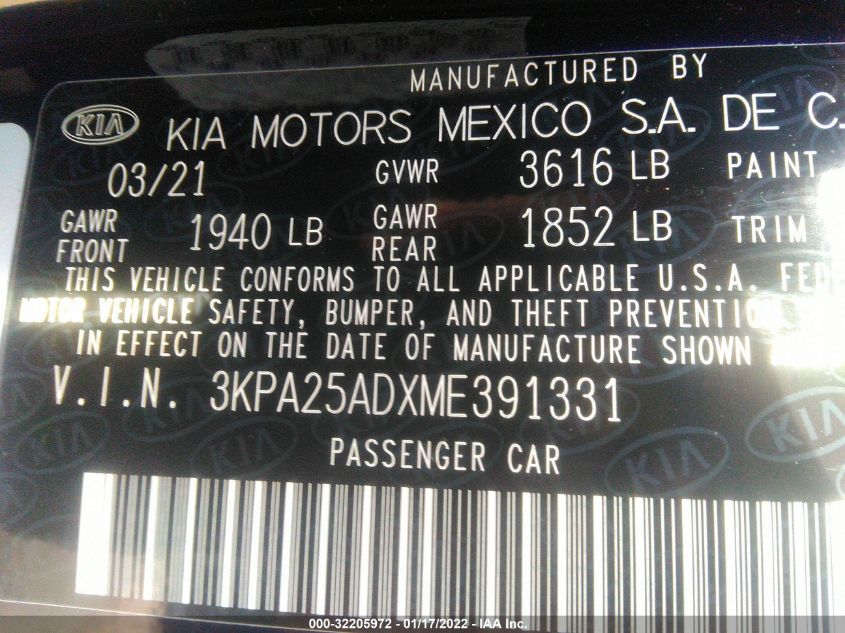 MANUFACTURED BY
KIA KIA MOTORS MEXICO S.A. DE C.
03/21 GVWR 3616 LB PAINT
GAWR FRONT 1940 LB GAWR REAR 1852 LB TRIM
THIS VEHICLE CONFORMS TO ALL APPLICABLE U.S.A. FED
MOTOR VEHICLE SAFETY, BUMPER, AND THEFT PREVENTIO
IN EFFECT ON THE DATE OF MANUFACTURE SHOWN
V.I.N. 3KPA25ADXME391331
PASSENGER CAR
000-32205972 - 01/17/2022 - IAA Inc.